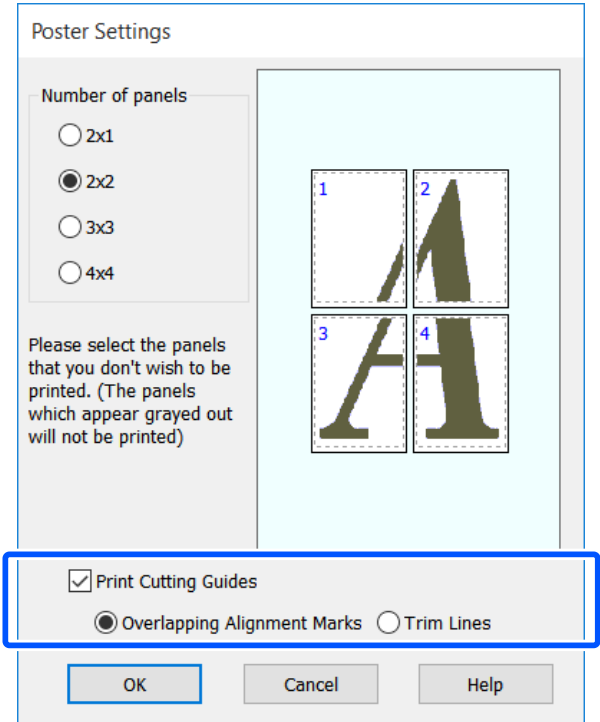 Poster Settings
Number of panels
2x1
2x2
3x3
4x4
1
2
3
4
Please select the panels
that you don't wish to be
printed. (The panels
which appear grayed out
will not be printed)
Print Cutting Guides
Overlapping Alignment Marks Trim Lines
OK Cancel Help